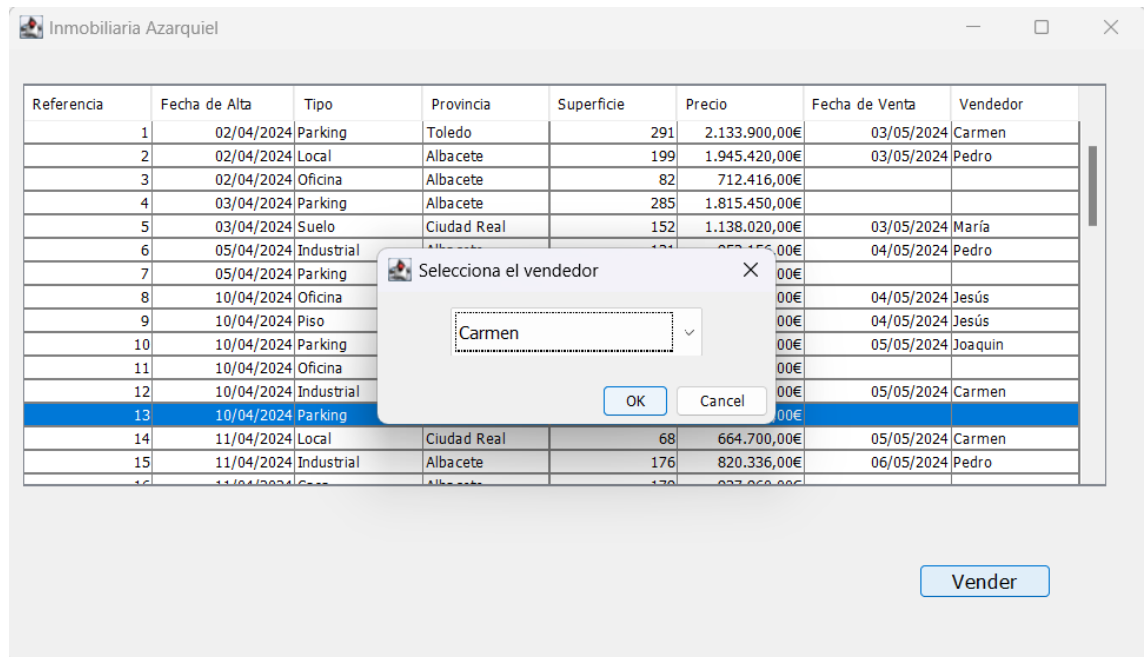 Inmobiliaria Azarquiel
Referencia Fecha de Alta Tipo Provincia Superficie Precio Fecha de Venta Vendedor
1 02/04/2024 Parking Toledo 291 2.133.900,00€ 03/05/2024 Carmen
2 02/04/2024 Local Albacete 199 1.945.420,00€ 03/05/2024 Pedro
3 02/04/2024 Oficina Albacete 82 712.416,00€
4 03/04/2024 Parking Albacete 285 1.815.450,00€
5 03/04/2024 Suelo Ciudad Real 152 1.138.020,00€ 03/05/2024 María
6 05/04/2024 Industrial 04/05/2024 Pedro
7 05/04/2024 Parking 00€
8 10/04/2024 Oficina 00€ 04/05/2024 Jesús
9 10/04/2024 Piso 00€ 04/05/2024 Jesús
10 10/04/2024 Parking 00€ 05/05/2024 Joaquin
11 10/04/2024 Oficina 00€
12 10/04/2024 Industrial 00€ 05/05/2024 Carmen
13 10/04/2024 Parking 00€
14 11/04/2024 Local Ciudad Real 68 664.700,00€ 05/05/2024 Carmen
15 11/04/2024 Industrial Albacete 176 820.336,00€ 06/05/2024 Pedro
Selecciona el vendedor
Carmen
OK Cancel
Vender